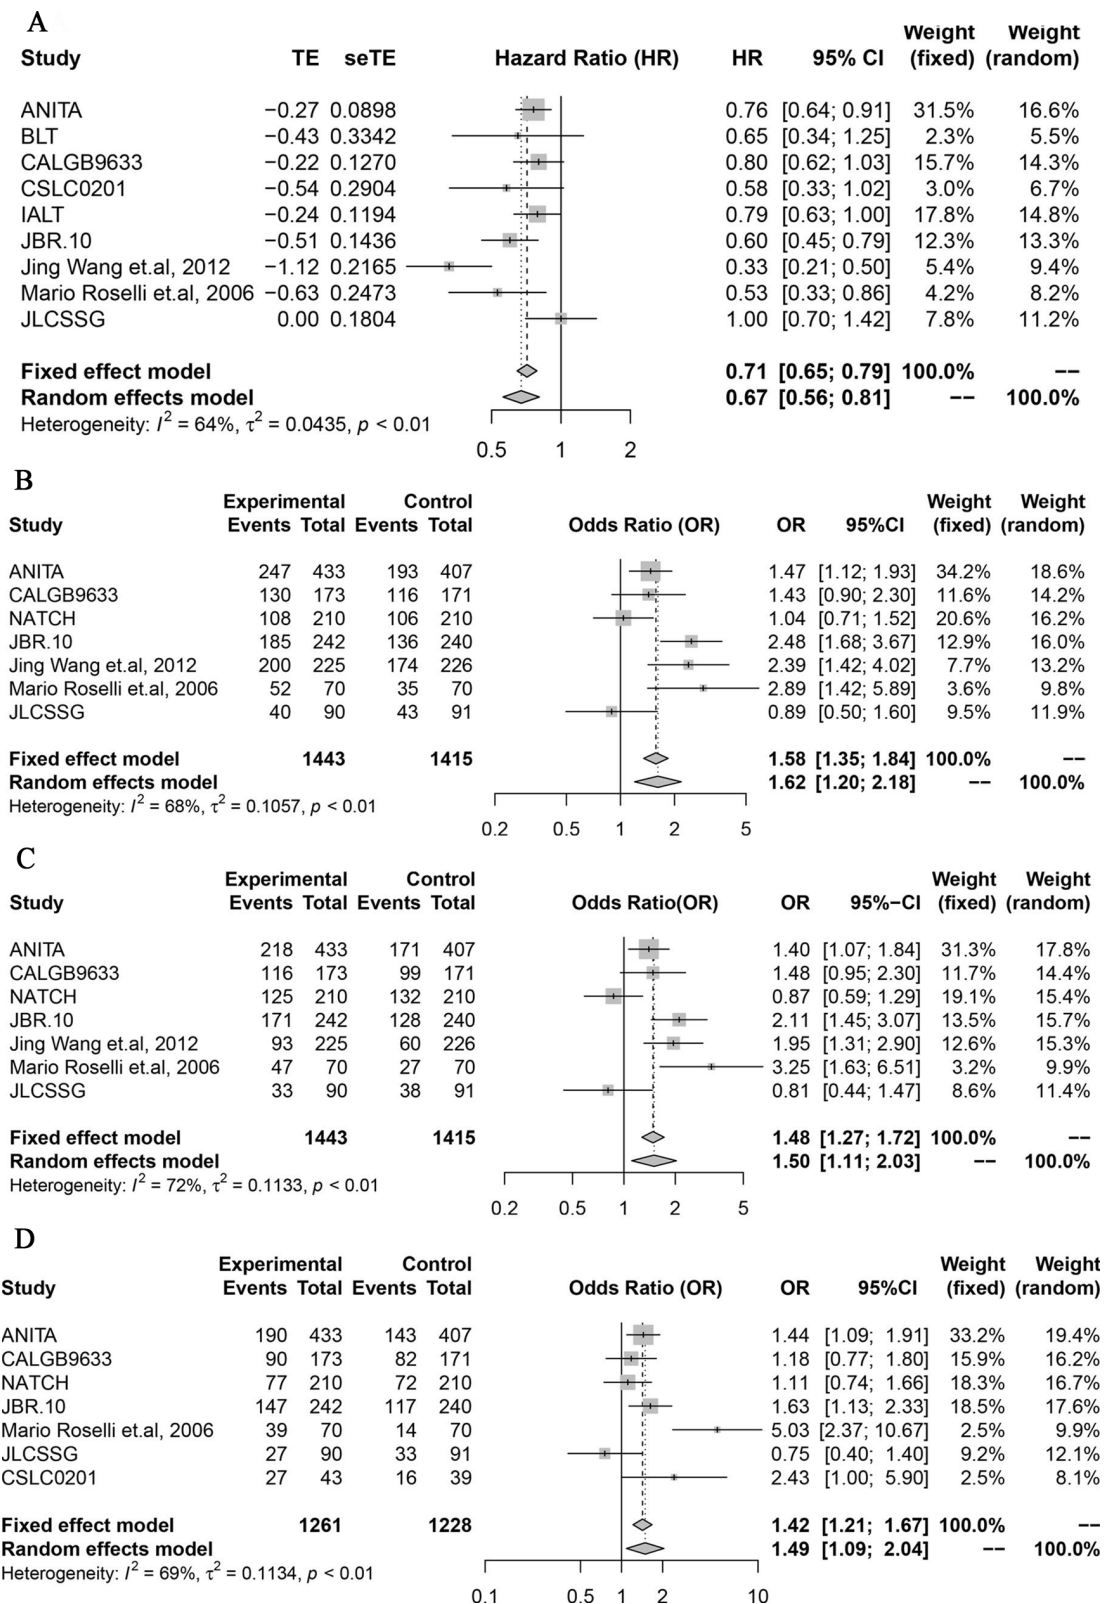 A
Weight Weight
Study TE seTE Hazard Ratio (HR) HR 95% CI (fixed) (random)
ANITA −0.27 0.0898 0.76 [0.64; 0.91] 31.5% 16.6%
BLT −0.43 0.3342 0.65 [0.34; 1.25] 2.3% 5.5%
CALGB9633 −0.22 0.1270 0.80 [0.62; 1.03] 15.7% 14.3%
CSLC0201 −0.54 0.2904 0.58 [0.33; 1.02] 3.0% 6.7%
IALT −0.24 0.1194 0.79 [0.63; 1.00] 17.8% 14.8%
JBR.10 −0.51 0.1436 0.60 [0.45; 0.79] 12.3% 13.3%
Jing Wang et.al, 2012 −1.12 0.2165 0.33 [0.21; 0.50] 5.4% 9.4%
Mario Roselli et.al, 2006 −0.63 0.2473 0.53 [0.33; 0.86] 4.2% 8.2%
JLCSSG 0.00 0.1804 1.00 [0.70; 1.42] 7.8% 11.2%
Fixed effect model 0.71 [0.65; 0.79] 100.0% −−
Random effects model 0.67 [0.56; 0.81] −− 100.0%
Heterogeneity: I² = 64%, τ² = 0.0435, p < 0.01
0.5 1 2
B
Experimental Control Weight Weight
Study Events Total Events Total Odds Ratio (OR) OR 95%CI (fixed) (random)
ANITA 247 433 193 407 1.47 [1.12; 1.93] 34.2% 18.6%
CALGB9633 130 173 116 171 1.43 [0.90; 2.30] 11.6% 14.2%
NATCH 108 210 106 210 1.04 [0.71; 1.52] 20.6% 16.2%
JBR.10 185 242 136 240 2.48 [1.68; 3.67] 12.9% 16.0%
Jing Wang et.al, 2012 200 225 174 226 2.39 [1.42; 4.02] 7.7% 13.2%
Mario Roselli et.al, 2006 52 70 35 70 2.89 [1.42; 5.89] 3.6% 9.8%
JLCSSG 40 90 43 91 0.89 [0.50; 1.60] 9.5% 11.9%
Fixed effect model 1443 1415 1.58 [1.35; 1.84] 100.0% −−
Random effects model 1.62 [1.20; 2.18] −− 100.0%
Heterogeneity: I² = 68%, τ² = 0.1057, p < 0.01
0.2 0.5 1 2 5
C
Experimental Control Weight Weight
Study Events Total Events Total Odds Ratio(OR) OR 95%−CI (fixed) (random)
ANITA 218 433 171 407 1.40 [1.07; 1.84] 31.3% 17.8%
CALGB9633 116 173 99 171 1.48 [0.95; 2.30] 11.7% 14.4%
NATCH 125 210 132 210 0.87 [0.59; 1.29] 19.1% 15.4%
JBR.10 171 242 128 240 2.11 [1.45; 3.07] 13.5% 15.7%
Jing Wang et.al, 2012 93 225 60 226 1.95 [1.31; 2.90] 12.6% 15.3%
Mario Roselli et.al, 2006 47 70 27 70 3.25 [1.63; 6.51] 3.2% 9.9%
JLCSSG 33 90 38 91 0.81 [0.44; 1.47] 8.6% 11.4%
Fixed effect model 1443 1415 1.48 [1.27; 1.72] 100.0% −−
Random effects model 1.50 [1.11; 2.03] −− 100.0%
Heterogeneity: I² = 72%, τ² = 0.1133, p < 0.01
0.2 0.5 1 2 5
D
Experimental Control Weight Weight
Study Events Total Events Total Odds Ratio (OR) OR 95%CI (fixed) (random)
ANITA 190 433 143 407 1.44 [1.09; 1.91] 33.2% 19.4%
CALGB9633 90 173 82 171 1.18 [0.77; 1.80] 15.9% 16.2%
NATCH 77 210 72 210 1.11 [0.74; 1.66] 18.3% 16.7%
JBR.10 147 242 117 240 1.63 [1.13; 2.33] 18.5% 17.6%
Mario Roselli et.al, 2006 39 70 14 70 5.03 [2.37; 10.67] 2.5% 9.9%
JLCSSG 27 90 33 91 0.75 [0.40; 1.40] 9.2% 12.1%
CSLC0201 27 43 16 39 2.43 [1.00; 5.90] 2.5% 8.1%
Fixed effect model 1261 1228 1.42 [1.21; 1.67] 100.0% −−
Random effects model 1.49 [1.09; 2.04] −− 100.0%
Heterogeneity: I² = 69%, τ² = 0.1134, p < 0.01
0.1 0.5 1 2 10